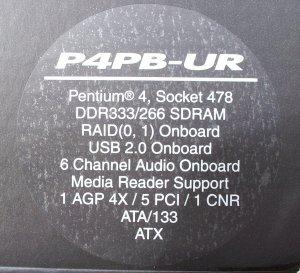 P4PB-UR
Pentium® 4, Socket 478
DDR333/266 SDRAM
RAID(0, 1) Onboard
USB 2.0 Onboard
6 Channel Audio Onboard
Media Reader Support
1 AGP 4X / 5 PCI / 1 CNR
ATA/133
ATX